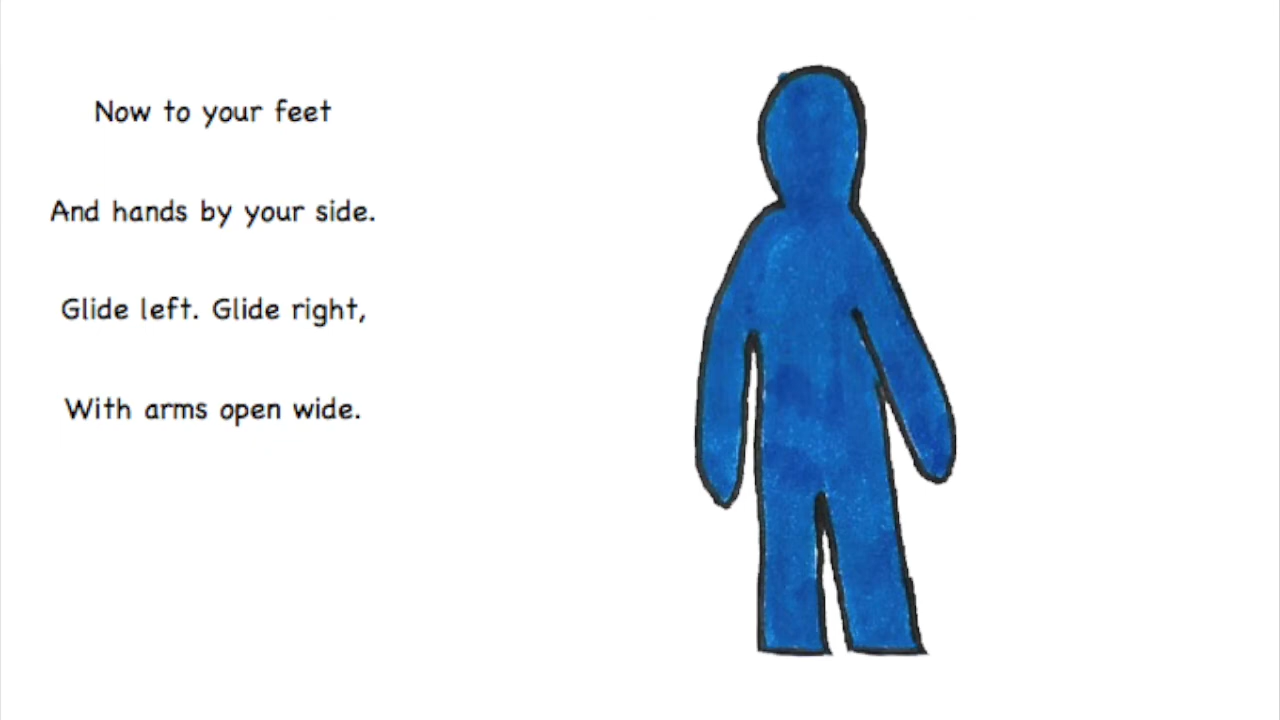 Now to your feet
And hands by your side.
Glide left. Glide right,
With arms open wide.